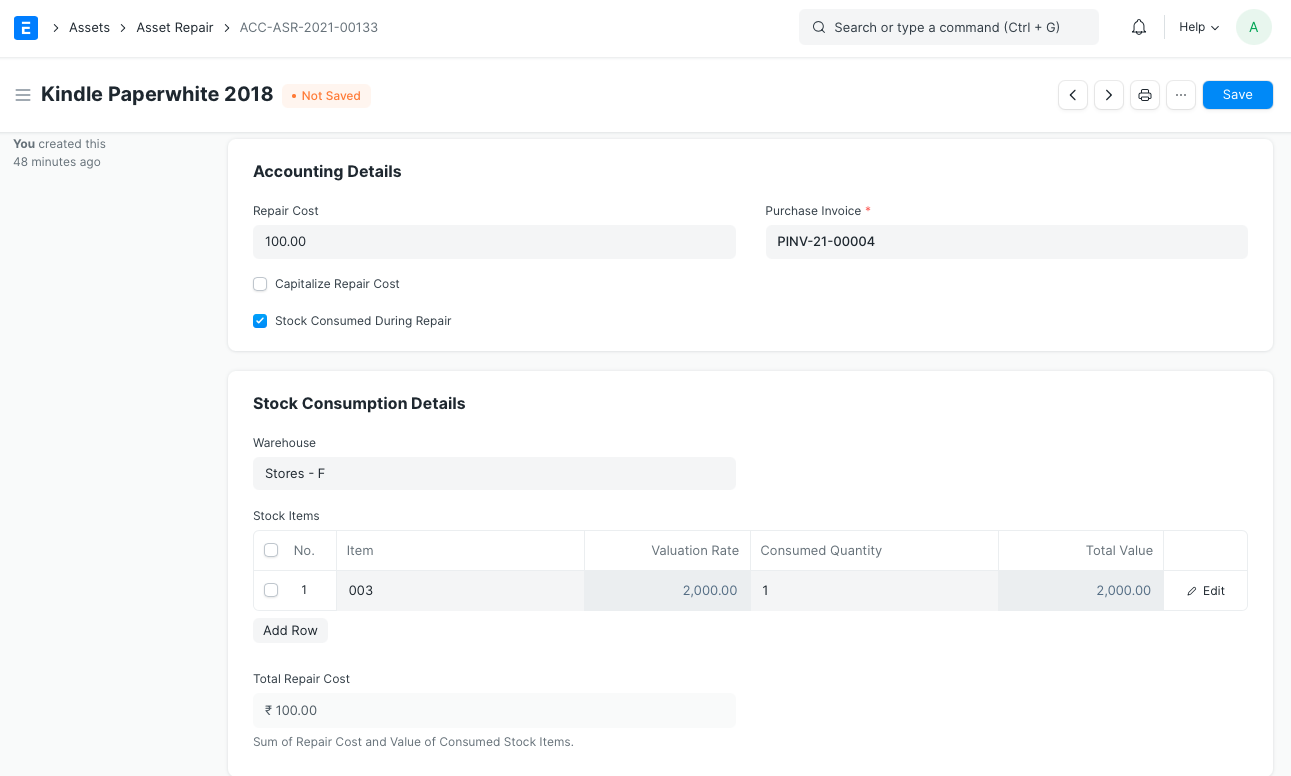 E > Assets > Asset Repair > ACC-ASR-2021-00133 Search or type a command (Ctrl + G) Help A
Kindle Paperwhite 2018 • Not Saved ... Save
You created this
48 minutes ago
Accounting Details
Repair Cost Purchase Invoice *
100.00 PINV-21-00004
Capitalize Repair Cost
Stock Consumed During Repair
Stock Consumption Details
Warehouse
Stores - F
Stock Items
No. Item Valuation Rate Consumed Quantity Total Value
1 003 2,000.00 1 2,000.00 Edit
Add Row
Total Repair Cost
₹ 100.00
Sum of Repair Cost and Value of Consumed Stock Items.